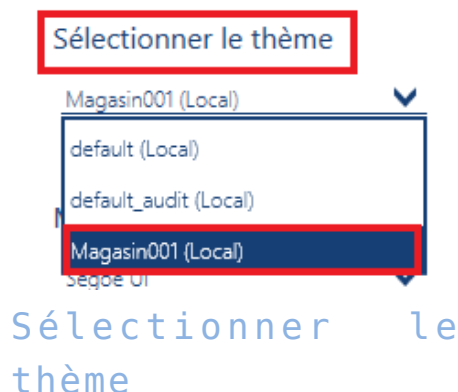 Sélectionner le thème
Magasin001 (Local)
default (Local)
default_audit (Local)
Magasin001 (Local)
Segoe UI
Sélectionner le
thème